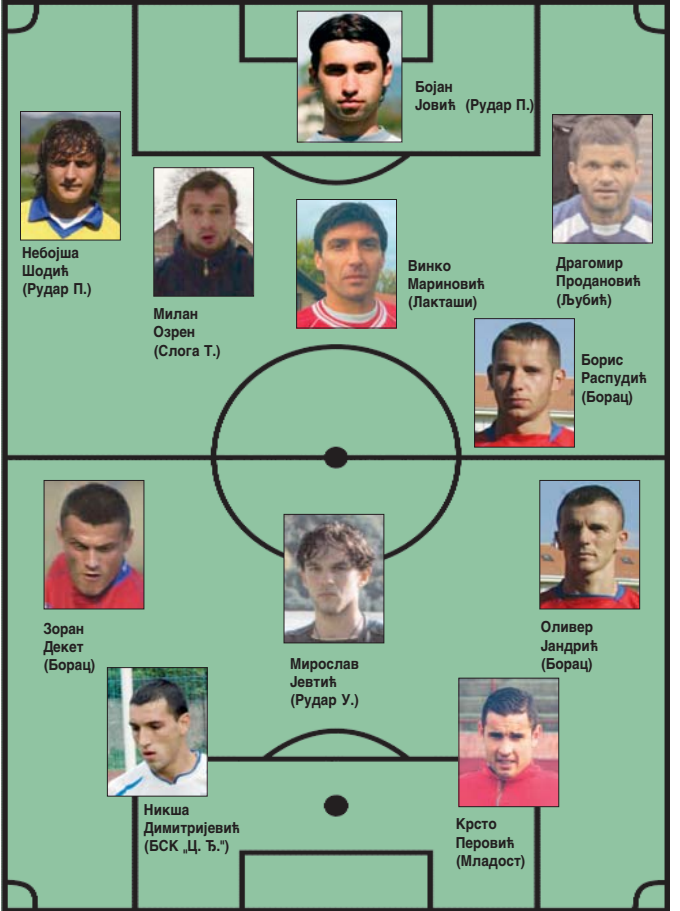 Бојан
Јовић (Рудар П.)
Небојша
Шодић
(Рудар П.)
Милан
Озрен
(Слога Т.)
Винко
Мариновић
(Лакташи)
Драгомир
Продановић
(Љубић)
Борис
Распудић
(Борац)
Зоран
Декет
(Борац)
Мирослав
Јевтић
(Рудар У.)
Оливер
Јандрић
(Борац)
Никша
Димитријевић
(БСК „Ц. Ђ.")
Крсто
Перовић
(Младост)